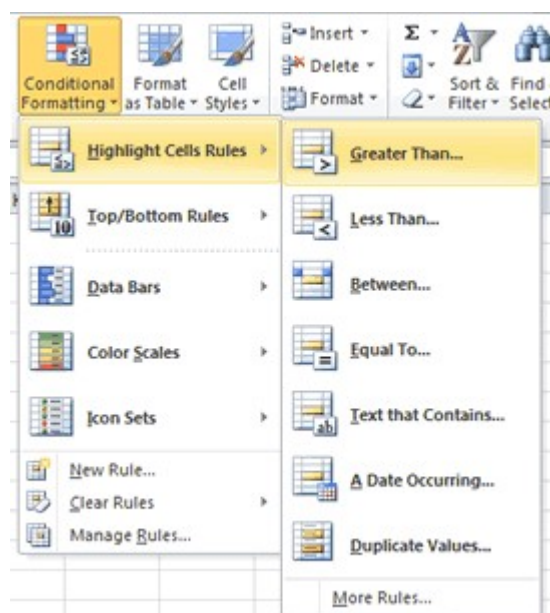 Insert
Σ
Delete
Conditional Formatting
Format as Table
Cell Styles
Format
Sort & Filter
Find
Select
Highlight Cells Rules
Top/Bottom Rules
Data Bars
Color Scales
Icon Sets
New Rule...
Clear Rules
Manage Rules...
Greater Than...
Less Than...
Between...
Equal To...
Text that Contains...
A Date Occurring...
Duplicate Values...
More Rules...